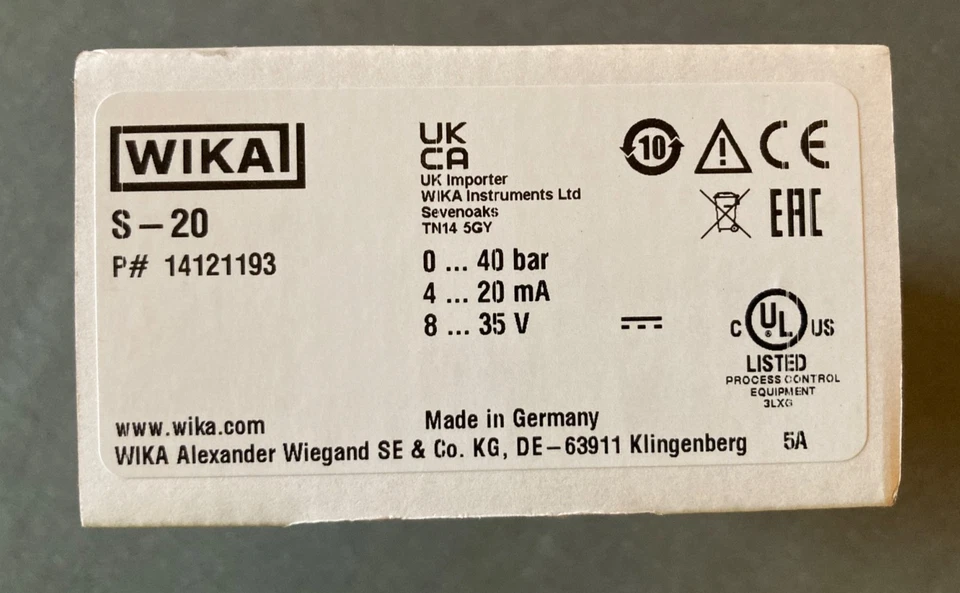 WIKA
S-20
P# 14121193
UK
CA
UK Importer
WIKA Instruments Ltd
Sevenoaks
TN14 5GY
0 ... 40 bar
4 ... 20 mA
8 ... 35 V
10
CE
EAC
C UL US
®
LISTED
PROCESS CONTROL
EQUIPMENT
3LXG
www.wika.com
Made in Germany
WIKA Alexander Wiegand SE & Co. KG, DE-63911 Klingenberg
5A